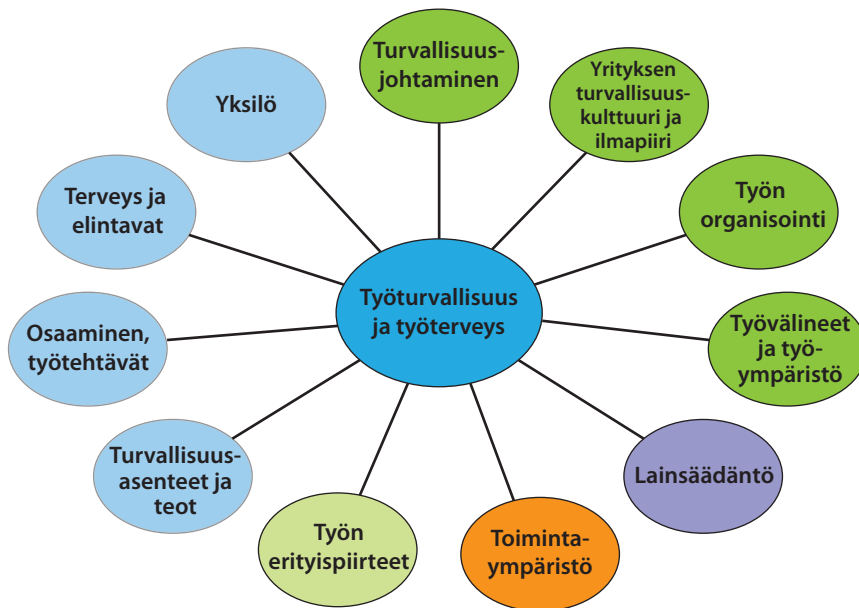 Turvallisuus-
johtaminen
Yrityksen
turvallisuus-
kulttuuri ja
ilmapiiri
Yksilö
Työn
organisointi
Terveys ja
elintavat
Työturvallisuus
ja työterveys
Osaaminen,
työtehtävät
Työvälineet
ja työ-
ympäristö
Turvallisuus-
asenteet ja
teot
Lainsäädäntö
Työn
erityispiirteet
Toiminta-
ympäristö